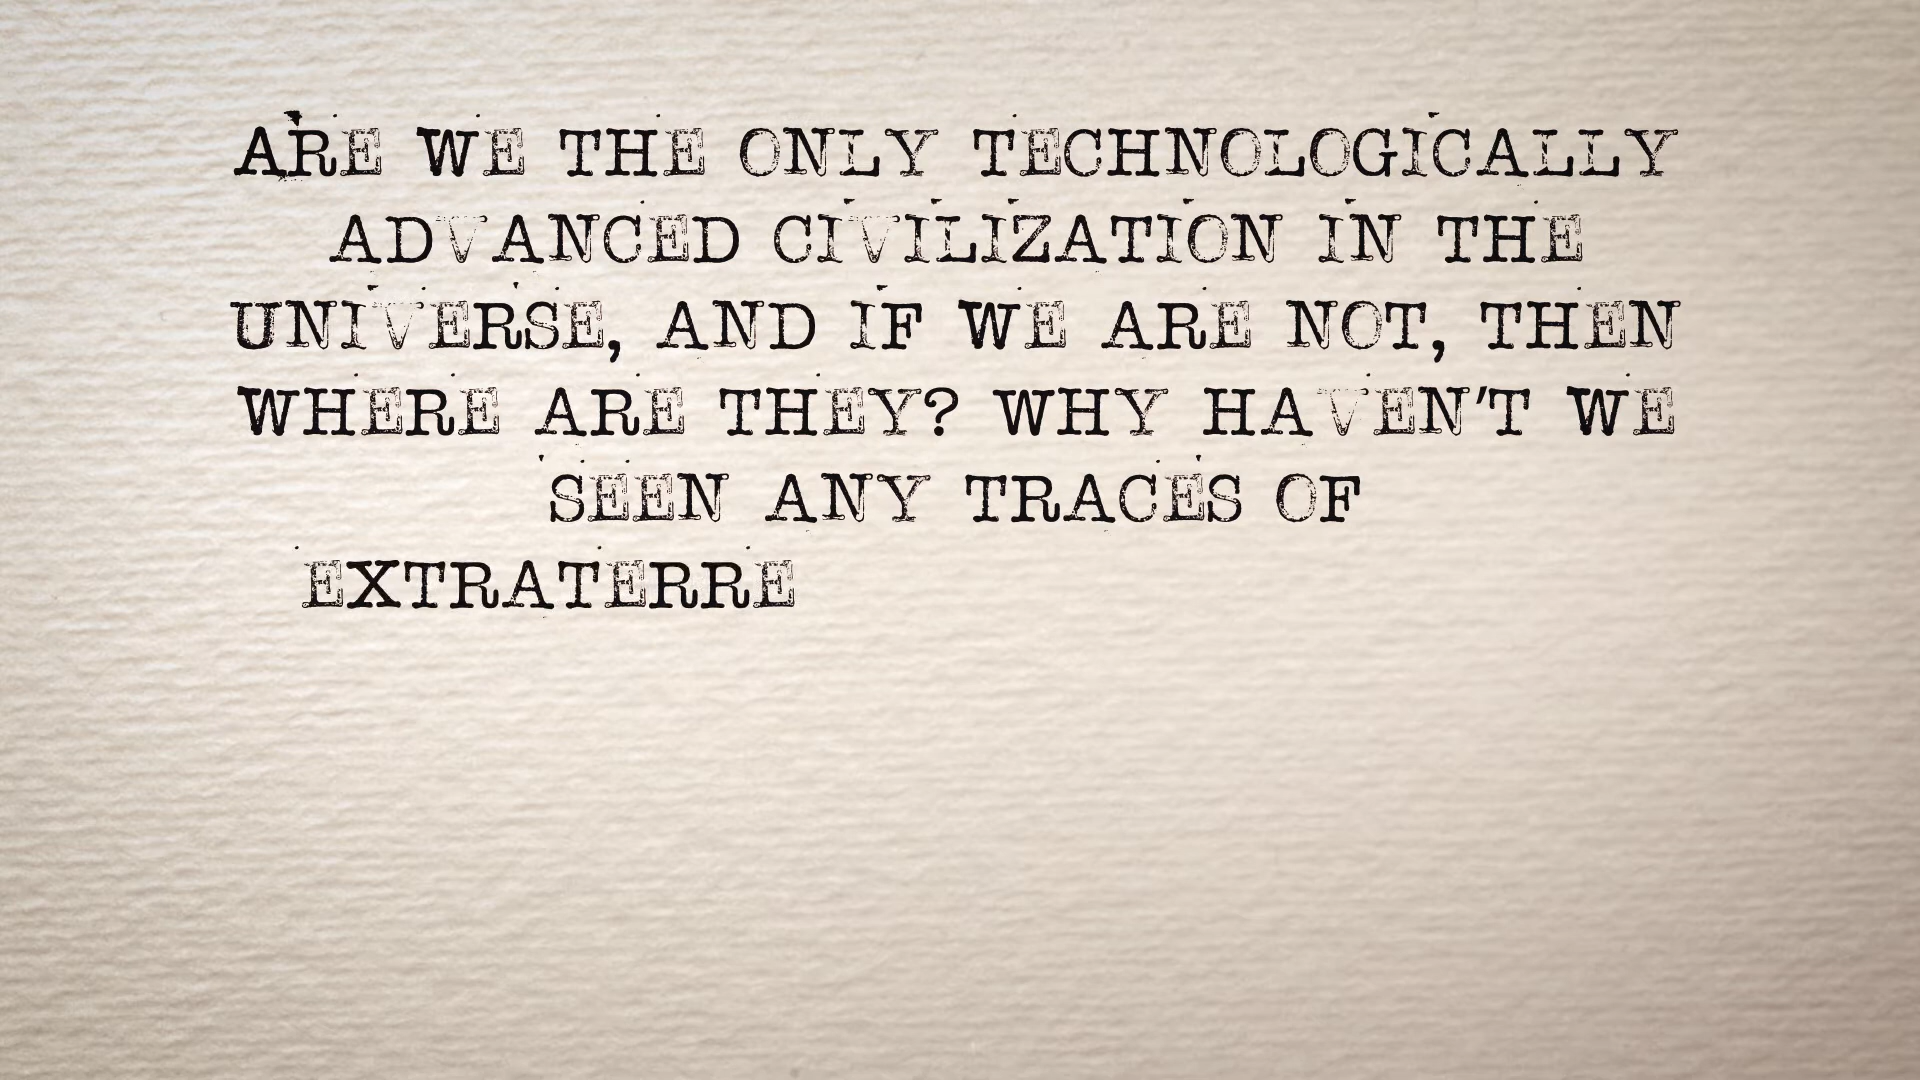 ARE WE THE ONLY TECHNOLOGICALLY
ADVANCED CIVILIZATION IN THE
UNIVERSE, AND IF WE ARE NOT, THEN
WHERE ARE THEY? WHY HAVEN'T WE
SEEN ANY TRACES OF
EXTRATERRE